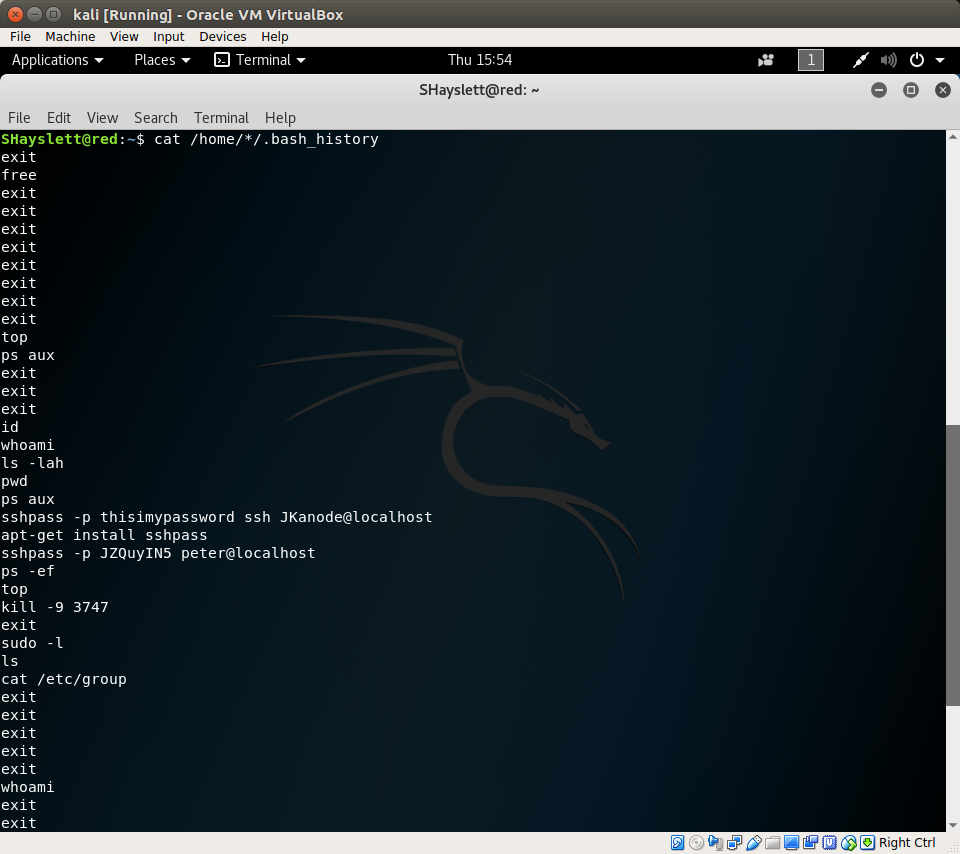 kali [Running] - Oracle VM VirtualBox
File Machine View Input Devices Help
Applications Places Terminal Thu 15:54 1
SHayslett@red: ~
File Edit View Search Terminal Help
SHayslett@red:~$ cat /home/*/.bash_history
exit
free
exit
exit
exit
exit
exit
exit
exit
exit
top
ps aux
exit
exit
exit
id
whoami
ls -lah
pwd
ps aux
sshpass -p thisimypassword ssh JKanode@localhost
apt-get install sshpass
sshpass -p JZQuyIN5 peter@localhost
ps -ef
top
kill -9 3747
exit
sudo -l
ls
cat /etc/group
exit
exit
exit
exit
exit
whoami
exit
exit
Right Ctrl